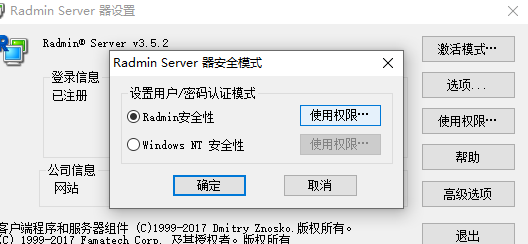 Radmin Server 器设置
Radmin® Server v3.5.2
激活模式…
登录信息
已注册
选项...
使用权限…
公司信息
网站
帮助
高级选项
退出
Radmin Server 器安全模式
设置用户/密码认证模式
Radmin安全性
使用权限…
Windows NT 安全性
使用权限…
确定
取消
客户端程序和服务器组件 (C)1999-2017 Dmitry Znosko.版权所有。
(C)1999-2017 Famatech Corp. 及其授权者。版权所有。